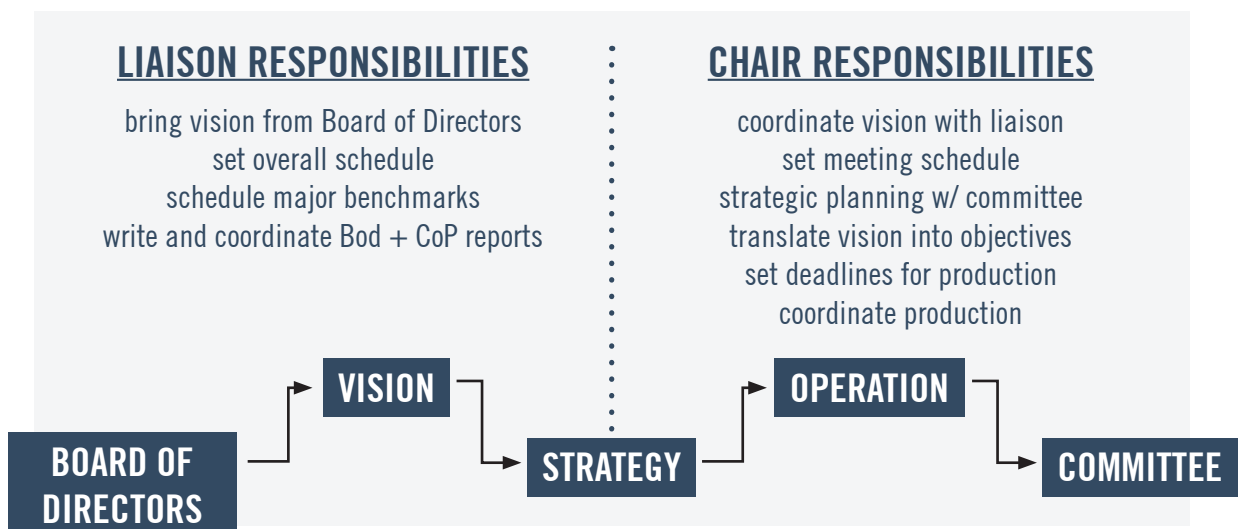 LIAISON RESPONSIBILITIES
bring vision from Board of Directors
set overall schedule
schedule major benchmarks
write and coordinate Bod + CoP reports
CHAIR RESPONSIBILITIES
coordinate vision with liaison
set meeting schedule
strategic planning w/ committee
translate vision into objectives
set deadlines for production
coordinate production
BOARD OF
DIRECTORS
VISION
STRATEGY
OPERATION
COMMITTEE